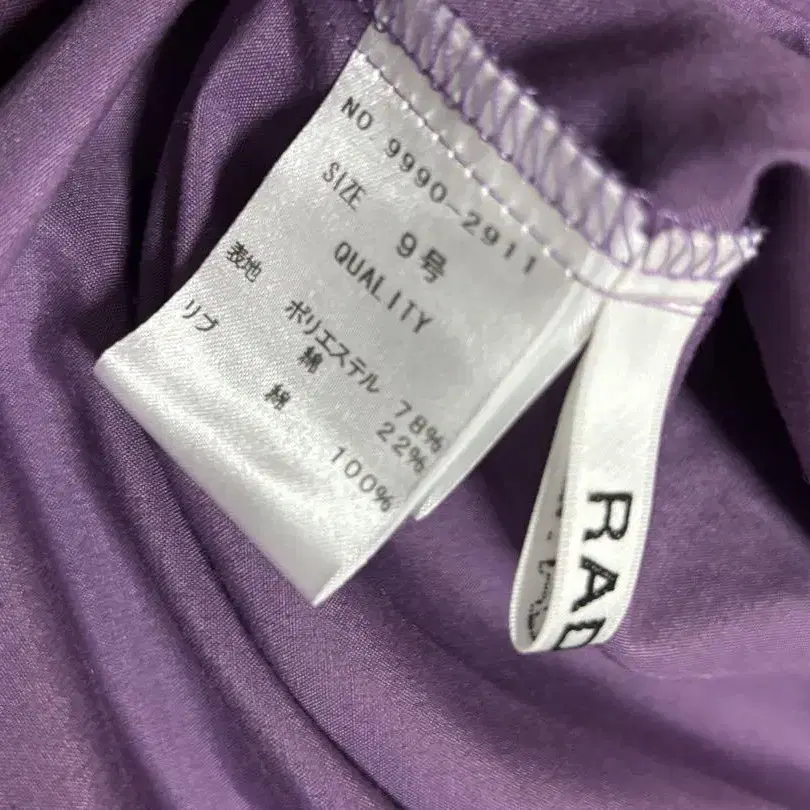 NO 9990-2911
SIZE 9号
QUALITY
表地 ポリエステル 78%
綿 22%
リブ 綿 100%
RAD